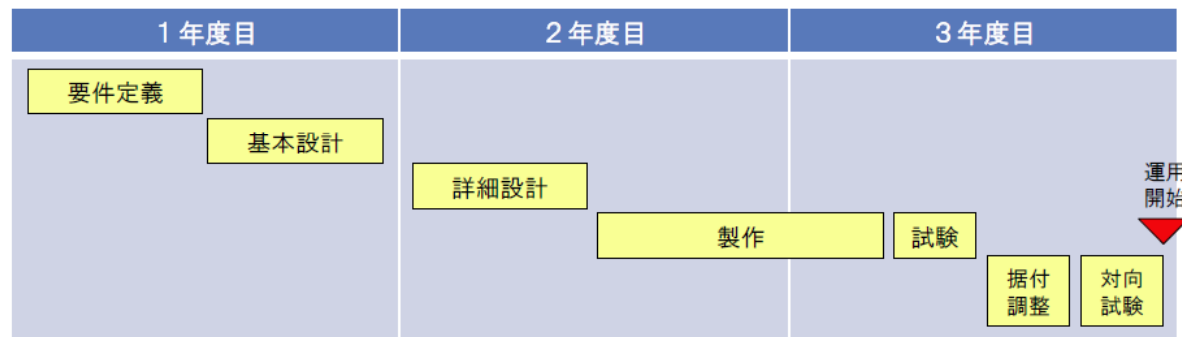 １年度目
２年度目
３年度目
要件定義
基本設計
詳細設計
運用
開始
製作
試験
据付
調整
対向
試験